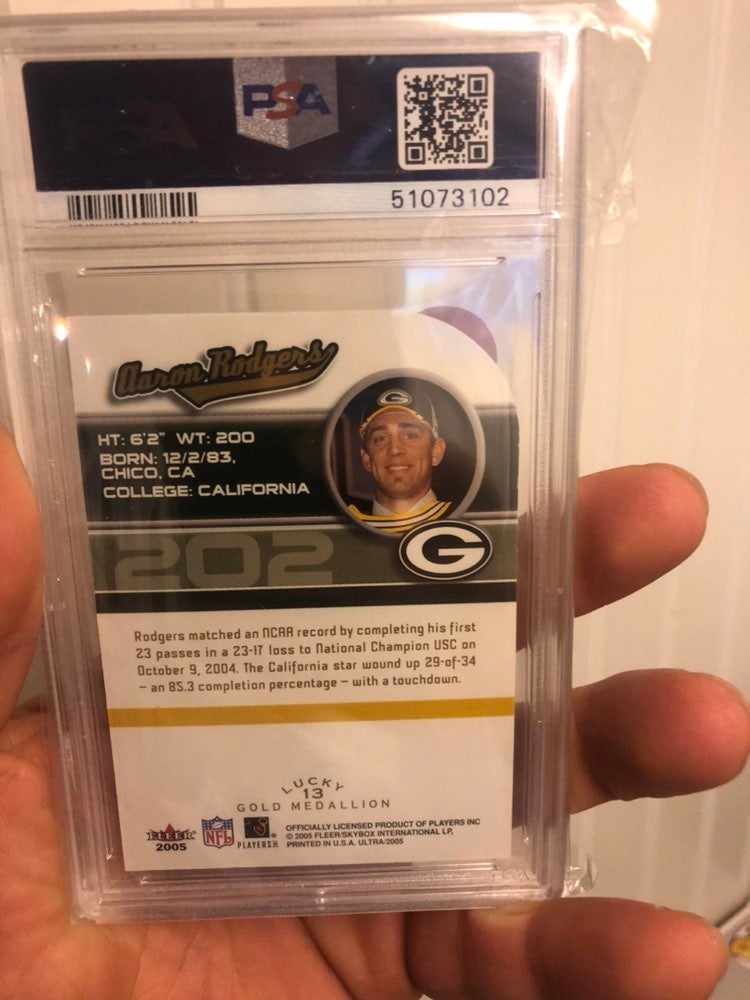 PSA
51073102
Aaron Rodgers
HT: 6'2" WT: 200
BORN: 12/2/83,
CHICO, CA
COLLEGE: CALIFORNIA
G
G
202
Rodgers matched an NCAA record by completing his first
23 passes in a 23-17 loss to National Champion USC on
October 9, 2004. The California star wound up 29-of-34
– an 85.3 completion percentage – with a touchdown.
LUCKY
13
GOLD MEDALLION
FLEER
2005
NFL
PLAYERS INC
OFFICIALLY LICENSED PRODUCT OF PLAYERS INC
© 2005 FLEER/SKYBOX INTERNATIONAL LP,
PRINTED IN U.S.A. ULTRA/2005